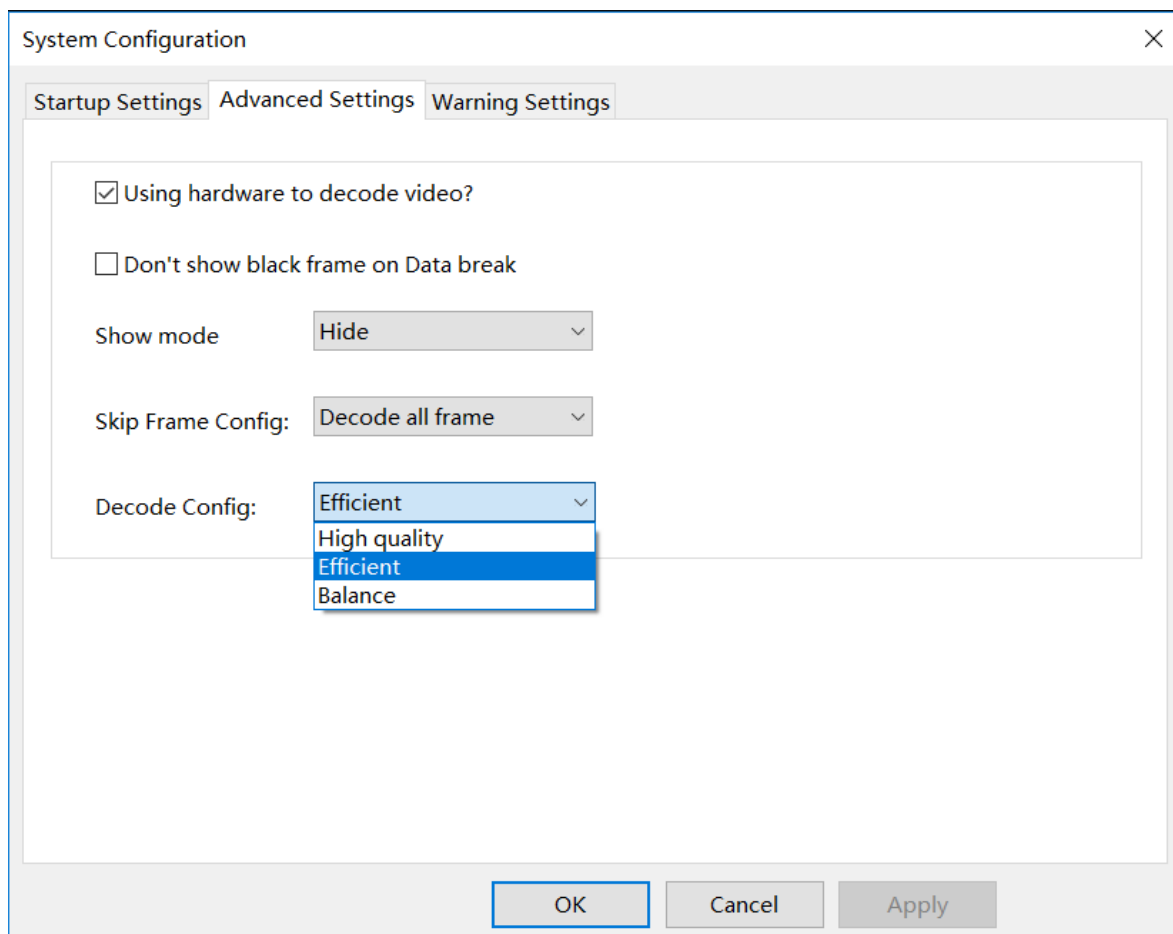 System Configuration
Startup Settings Advanced Settings Warning Settings
Using hardware to decode video?
Don't show black frame on Data break
Show mode Hide
Skip Frame Config: Decode all frame
Decode Config: Efficient
High quality
Efficient
Balance
OK Cancel Apply